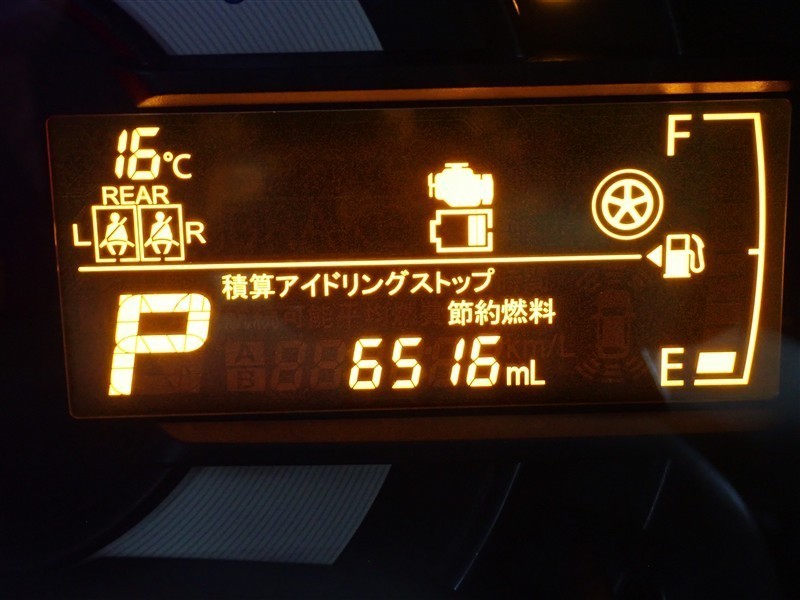 16°C
F
REAR
L R
積算アイドリングストップ
節約燃料
P
6516mL
E